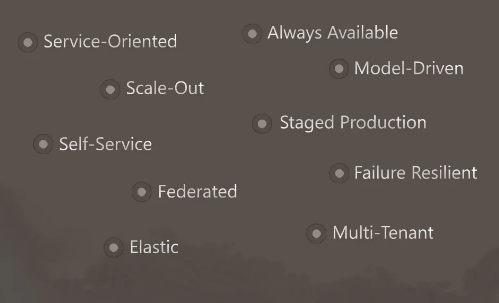 Service-Oriented
Scale-Out
Self-Service
Federated
Elastic
Always Available
Model-Driven
Staged Production
Failure Resilient
Multi-Tenant